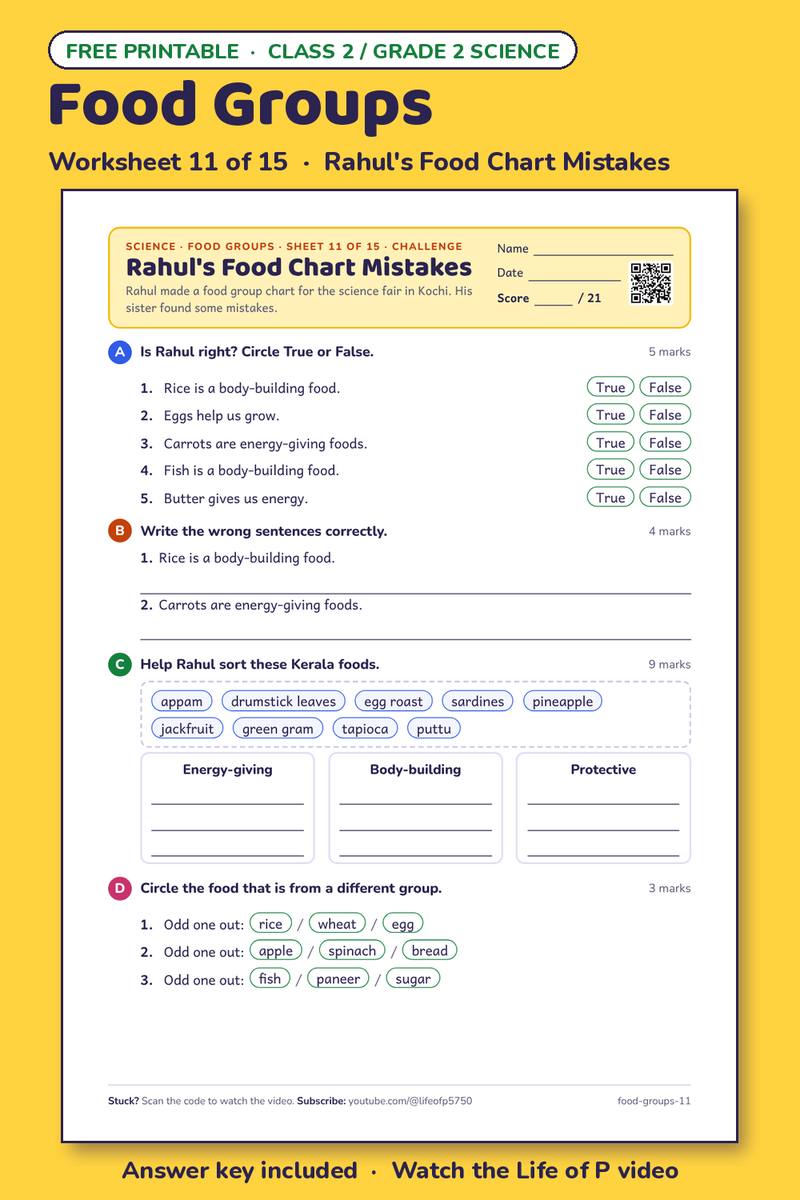 FREE PRINTABLE · CLASS 2 / GRADE 2 SCIENCE
Food Groups
Worksheet 11 of 15 · Rahul's Food Chart Mistakes
SCIENCE · FOOD GROUPS · SHEET 11 OF 15 · CHALLENGE
Rahul's Food Chart Mistakes
Rahul made a food group chart for the science fair in Kochi. His
sister found some mistakes.
Name
Date
Score / 21
A Is Rahul right? Circle True or False. 5 marks
1. Rice is a body-building food. True False
2. Eggs help us grow. True False
3. Carrots are energy-giving foods. True False
4. Fish is a body-building food. True False
5. Butter gives us energy. True False
B Write the wrong sentences correctly. 4 marks
1. Rice is a body-building food.
2. Carrots are energy-giving foods.
C Help Rahul sort these Kerala foods. 9 marks
appam drumstick leaves egg roast sardines pineapple
jackfruit green gram tapioca puttu
Energy-giving Body-building Protective
D Circle the food that is from a different group. 3 marks
1. Odd one out: rice / wheat / egg
2. Odd one out: apple / spinach / bread
3. Odd one out: fish / paneer / sugar
Stuck? Scan the code to watch the video. Subscribe: youtube.com/@lifeofp5750 food-groups-11
Answer key included · Watch the Life of P video